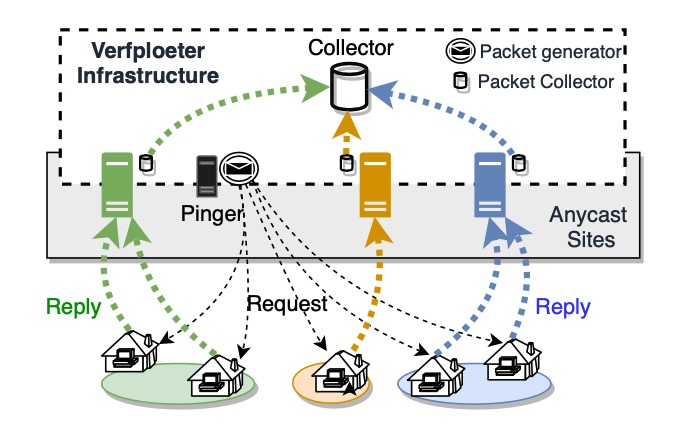 Verfploeter
Infrastructure
Collector
Packet generator
Packet Collector
Pinger
Anycast
Sites
Reply
Request
Reply